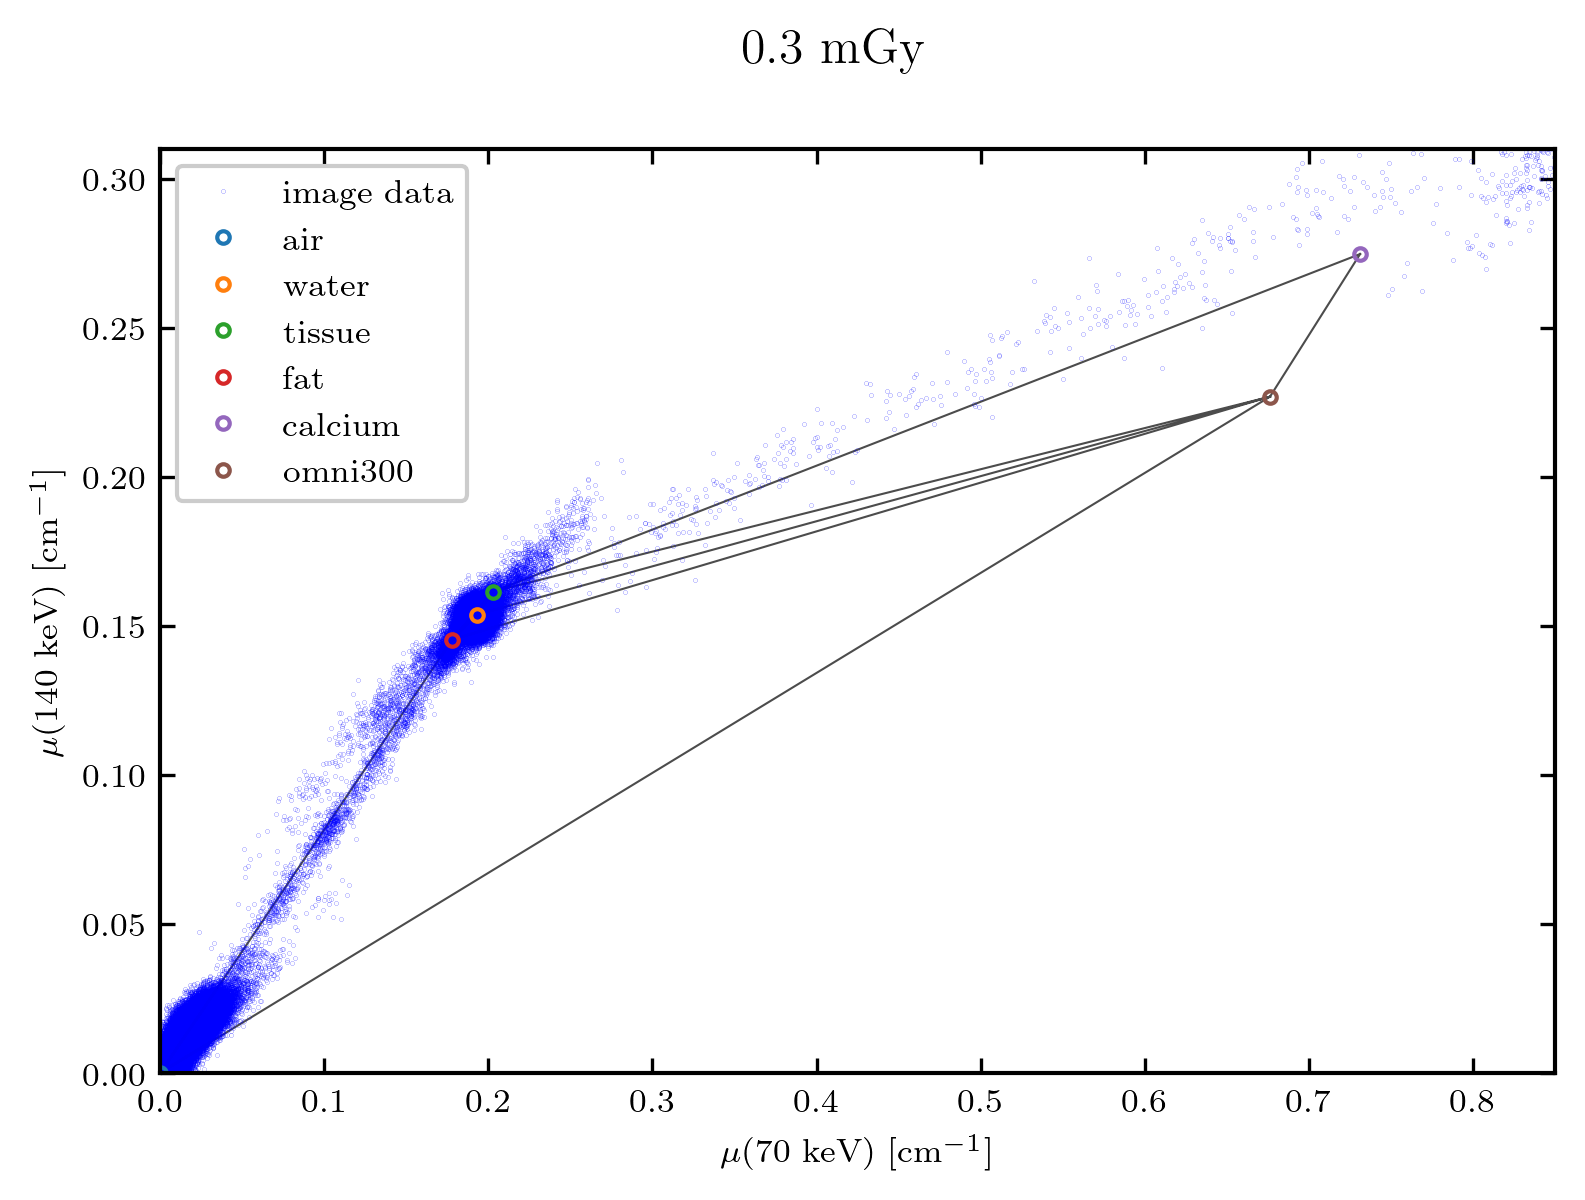 0.3 mGy
image data
air
water
tissue
fat
calcium
omni300
0.30
0.25
0.20
0.15
0.10
0.05
0.00
μ(140 keV) [cm⁻¹]
0.0 0.1 0.2 0.3 0.4 0.5 0.6 0.7 0.8
μ(70 keV) [cm⁻¹]